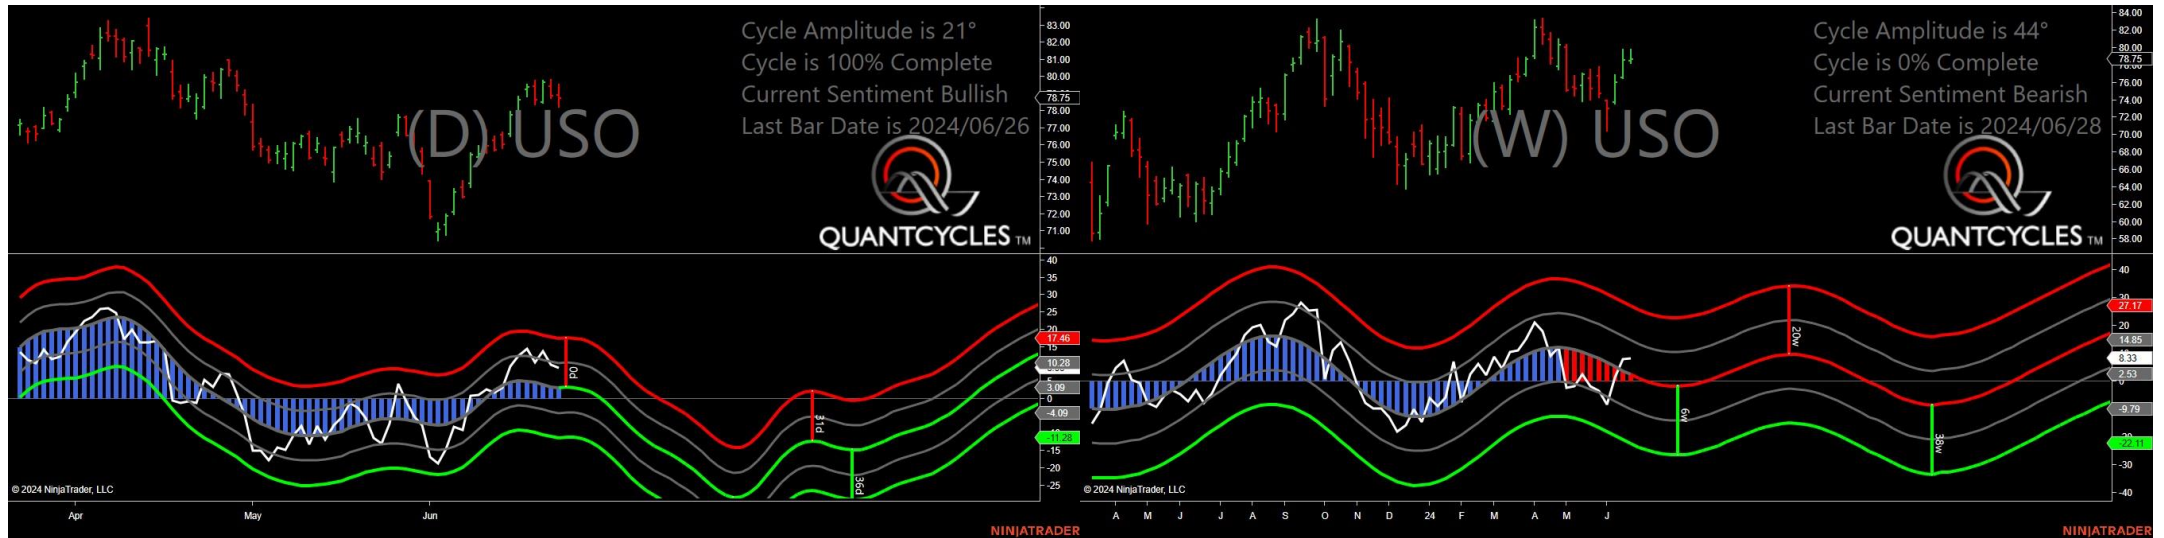 Cycle Amplitude is 21°
Cycle is 100% Complete
Current Sentiment Bullish
Last Bar Date is 2024/06/26
(D) USO
QUANTCYCLES TM
83.00
82.00
81.00
80.00
78.75
78.00
77.00
76.00
75.00
74.00
73.00
72.00
71.00
40
35
30
25
20
17.46
15
10.28
5
3.09
0
-4.09
-11.28
-15
-20
-25
0d
31d
36d
© 2024 NinjaTrader, LLC
Apr May Jun
NINJATRADER
Cycle Amplitude is 44°
Cycle is 0% Complete
Current Sentiment Bearish
Last Bar Date is 2024/06/28
(W) USO
QUANTCYCLES TM
84.00
82.00
80.00
78.75
76.00
74.00
72.00
70.00
68.00
66.00
64.00
62.00
60.00
58.00
40
30
27.17
20
14.85
8.33
2.53
0
-9.79
-22.11
-30
-40
20w
6w
38w
© 2024 NinjaTrader, LLC
A M J J A S O N D 24 F M A M J
NINJATRADER